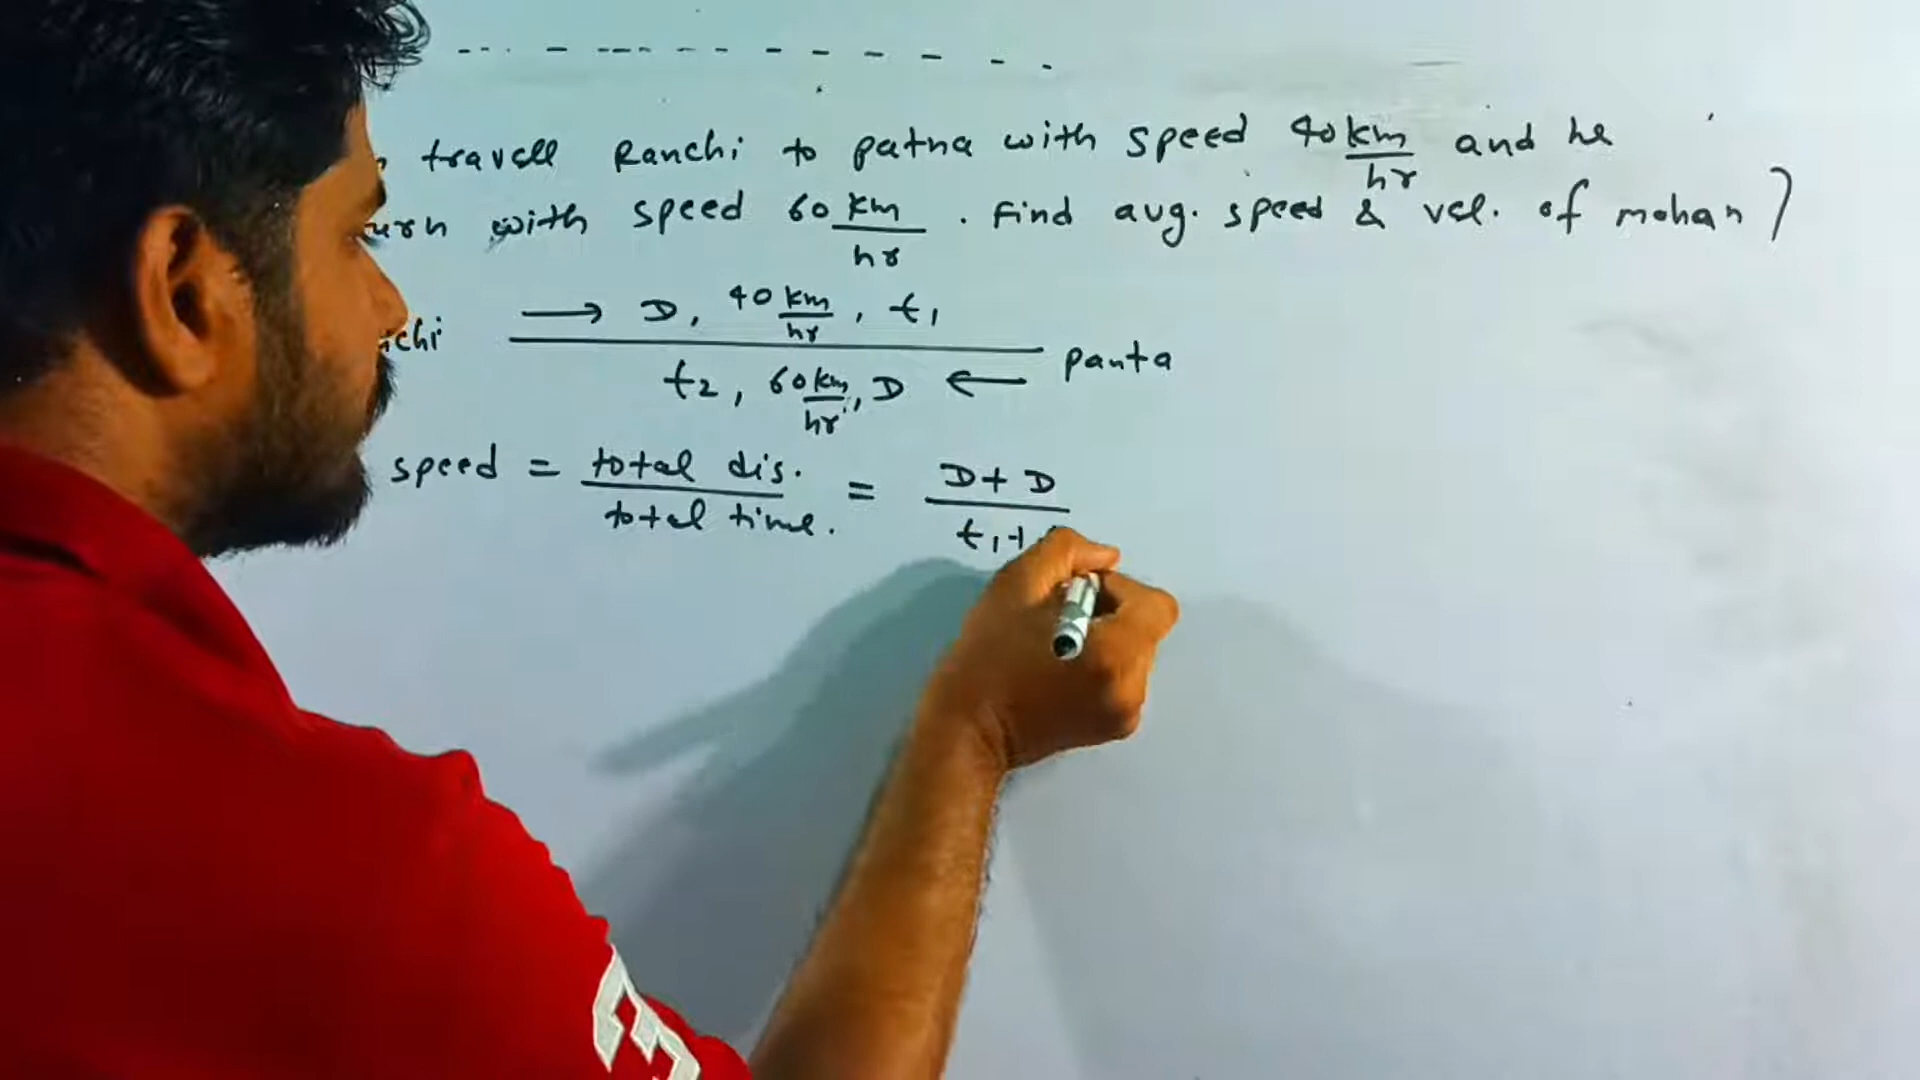 travell Ranchi to patna with speed 40 km/hr and he
with speed 60 km/hr . Find avg. speed & vel. of mohan ?
→ D, 40 km/hr, t1
panta
t2, 60 km/hr, D ←
speed = total dis./total time. = D+D/t1+